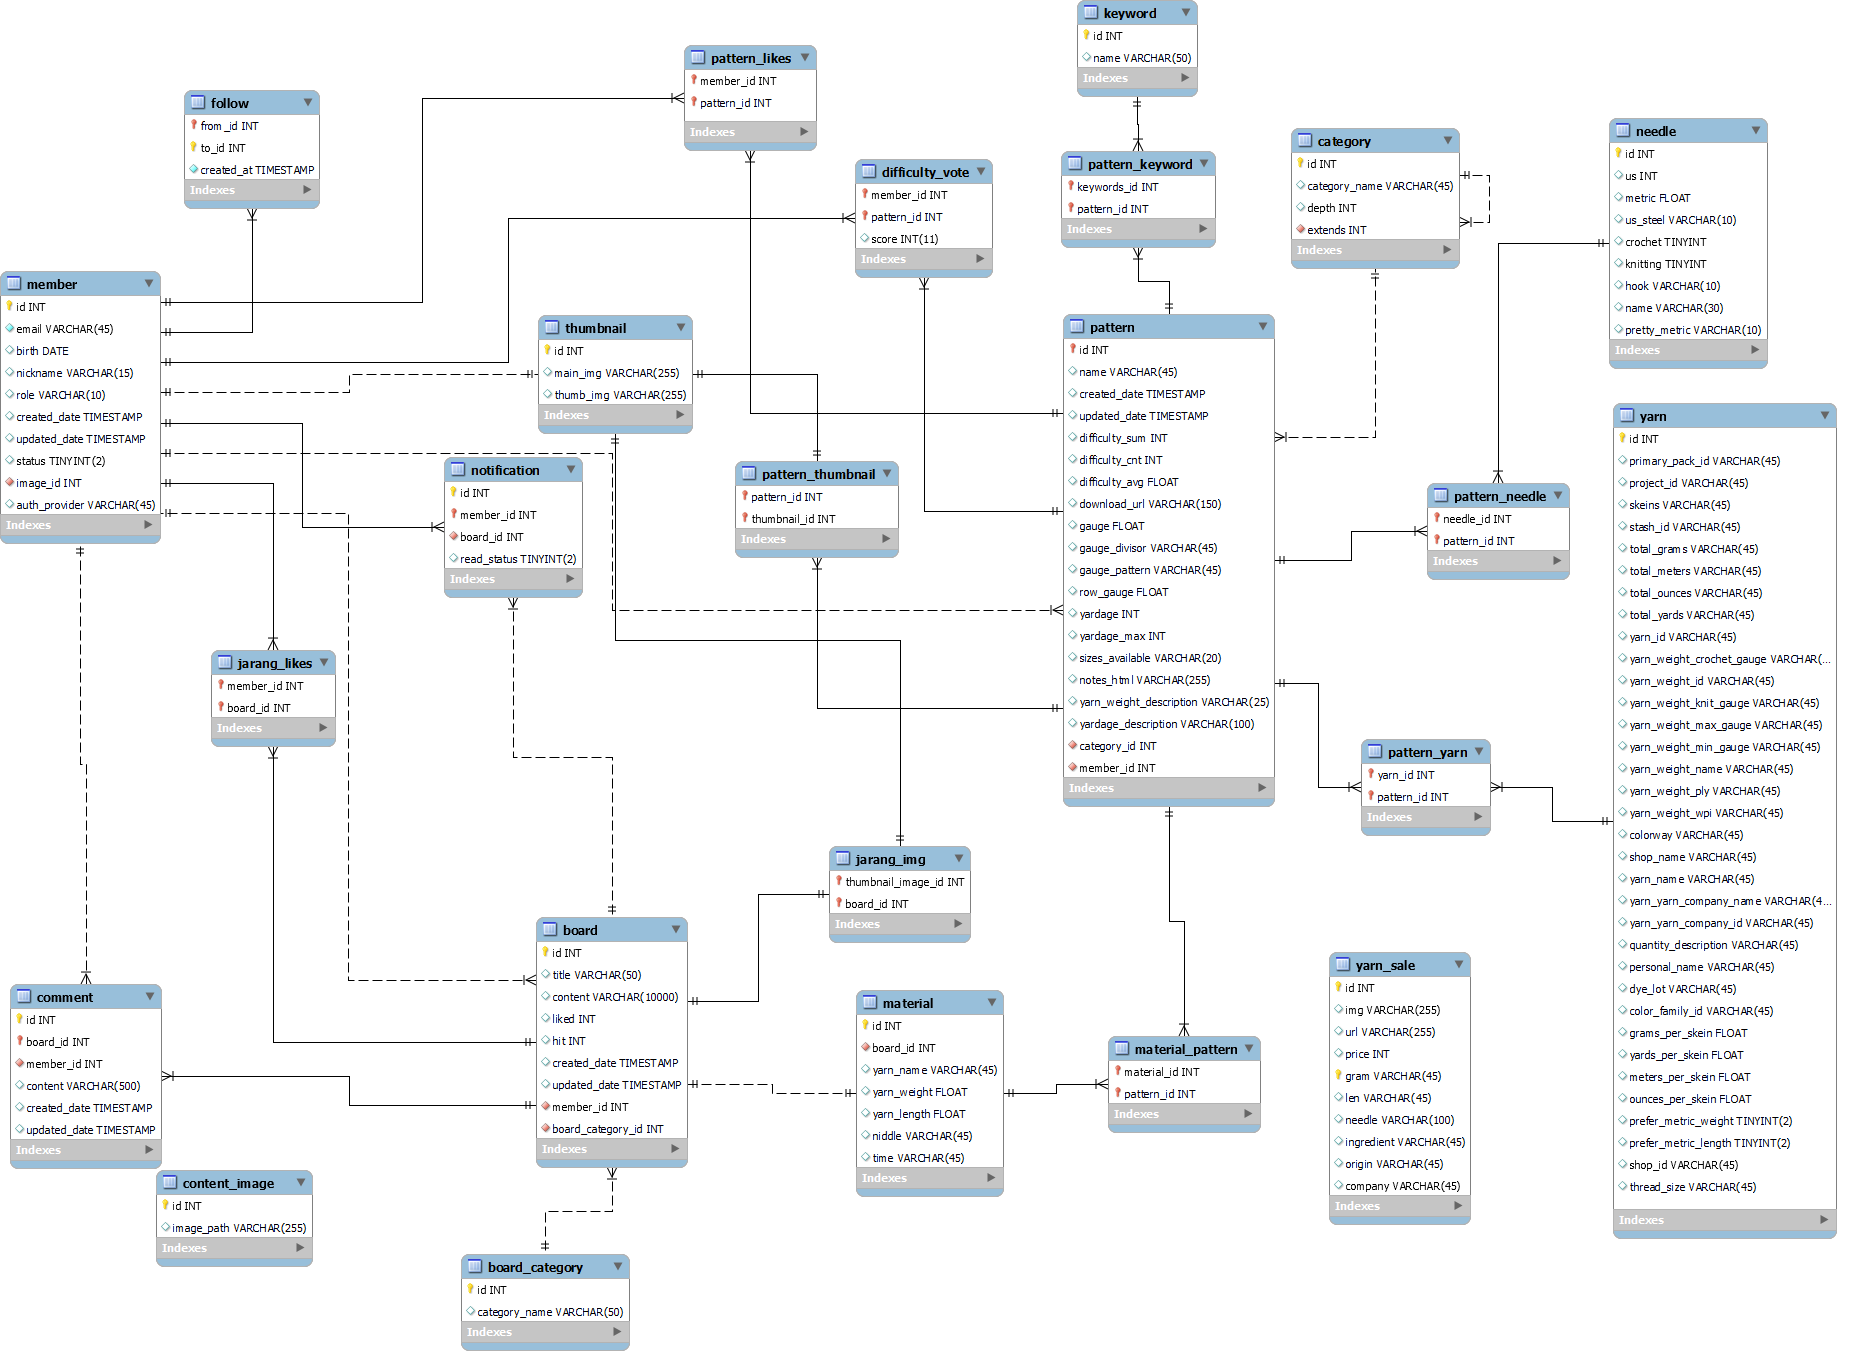 keyword
id INT
name VARCHAR(50)
Indexes
pattern_likes
member_id INT
pattern_id INT
Indexes
follow
from_id INT
to_id INT
created_at TIMESTAMP
Indexes
needle
id INT
us INT
metric FLOAT
us_steel VARCHAR(10)
crochet TINYINT
knitting TINYINT
hook VARCHAR(10)
name VARCHAR(30)
pretty_metric VARCHAR(10)
Indexes
category
id INT
category_name VARCHAR(45)
depth INT
extends INT
Indexes
pattern_keyword
keywords_id INT
pattern_id INT
Indexes
difficulty_vote
member_id INT
pattern_id INT
score INT(11)
Indexes
member
id INT
email VARCHAR(45)
birth DATE
nickname VARCHAR(15)
role VARCHAR(10)
created_date TIMESTAMP
updated_date TIMESTAMP
status TINYINT(2)
image_id INT
auth_provider VARCHAR(45)
Indexes
thumbnail
id INT
main_img VARCHAR(255)
thumb_img VARCHAR(255)
Indexes
pattern
id INT
name VARCHAR(45)
created_date TIMESTAMP
updated_date TIMESTAMP
difficulty_sum INT
difficulty_cnt INT
difficulty_avg FLOAT
download_url VARCHAR(150)
gauge FLOAT
gauge_divisor VARCHAR(45)
gauge_pattern VARCHAR(45)
row_gauge FLOAT
yardage INT
yardage_max INT
sizes_available VARCHAR(20)
notes_html VARCHAR(255)
yarn_weight_description VARCHAR(25)
yardage_description VARCHAR(100)
category_id INT
member_id INT
Indexes
yarn
id INT
primary_pack_id VARCHAR(45)
project_id VARCHAR(45)
skeins VARCHAR(45)
stash_id VARCHAR(45)
total_grams VARCHAR(45)
total_meters VARCHAR(45)
total_ounces VARCHAR(45)
total_yards VARCHAR(45)
yarn_id VARCHAR(45)
yarn_weight_crochet_gauge VARCHAR(...
yarn_weight_id VARCHAR(45)
yarn_weight_knit_gauge VARCHAR(45)
yarn_weight_max_gauge VARCHAR(45)
yarn_weight_min_gauge VARCHAR(45)
yarn_weight_name VARCHAR(45)
yarn_weight_ply VARCHAR(45)
yarn_weight_wpi VARCHAR(45)
colorway VARCHAR(45)
shop_name VARCHAR(45)
yarn_name VARCHAR(45)
yarn_yarn_company_name VARCHAR(4...
yarn_yarn_company_id VARCHAR(45)
quantity_description VARCHAR(45)
personal_name VARCHAR(45)
dye_lot VARCHAR(45)
color_family_id VARCHAR(45)
grams_per_skein FLOAT
yards_per_skein FLOAT
meters_per_skein FLOAT
ounces_per_skein FLOAT
prefer_metric_weight TINYINT(2)
prefer_metric_length TINYINT(2)
shop_id VARCHAR(45)
thread_size VARCHAR(45)
Indexes
notification
id INT
member_id INT
board_id INT
read_status TINYINT(2)
Indexes
pattern_thumbnail
pattern_id INT
thumbnail_id INT
Indexes
pattern_needle
needle_id INT
pattern_id INT
Indexes
jarang_likes
member_id INT
board_id INT
Indexes
pattern_yarn
yarn_id INT
pattern_id INT
Indexes
jarang_img
thumbnail_image_id INT
board_id INT
Indexes
board
id INT
title VARCHAR(50)
content VARCHAR(10000)
liked INT
hit INT
created_date TIMESTAMP
updated_date TIMESTAMP
member_id INT
board_category_id INT
Indexes
yarn_sale
id INT
img VARCHAR(255)
url VARCHAR(255)
price INT
gram VARCHAR(45)
len VARCHAR(45)
needle VARCHAR(100)
ingredient VARCHAR(45)
origin VARCHAR(45)
company VARCHAR(45)
Indexes
comment
id INT
board_id INT
member_id INT
content VARCHAR(500)
created_date TIMESTAMP
updated_date TIMESTAMP
Indexes
material
id INT
board_id INT
yarn_name VARCHAR(45)
yarn_weight FLOAT
yarn_length FLOAT
niddle VARCHAR(45)
time VARCHAR(45)
Indexes
material_pattern
material_id INT
pattern_id INT
Indexes
content_image
id INT
image_path VARCHAR(255)
Indexes
board_category
id INT
category_name VARCHAR(50)
Indexes